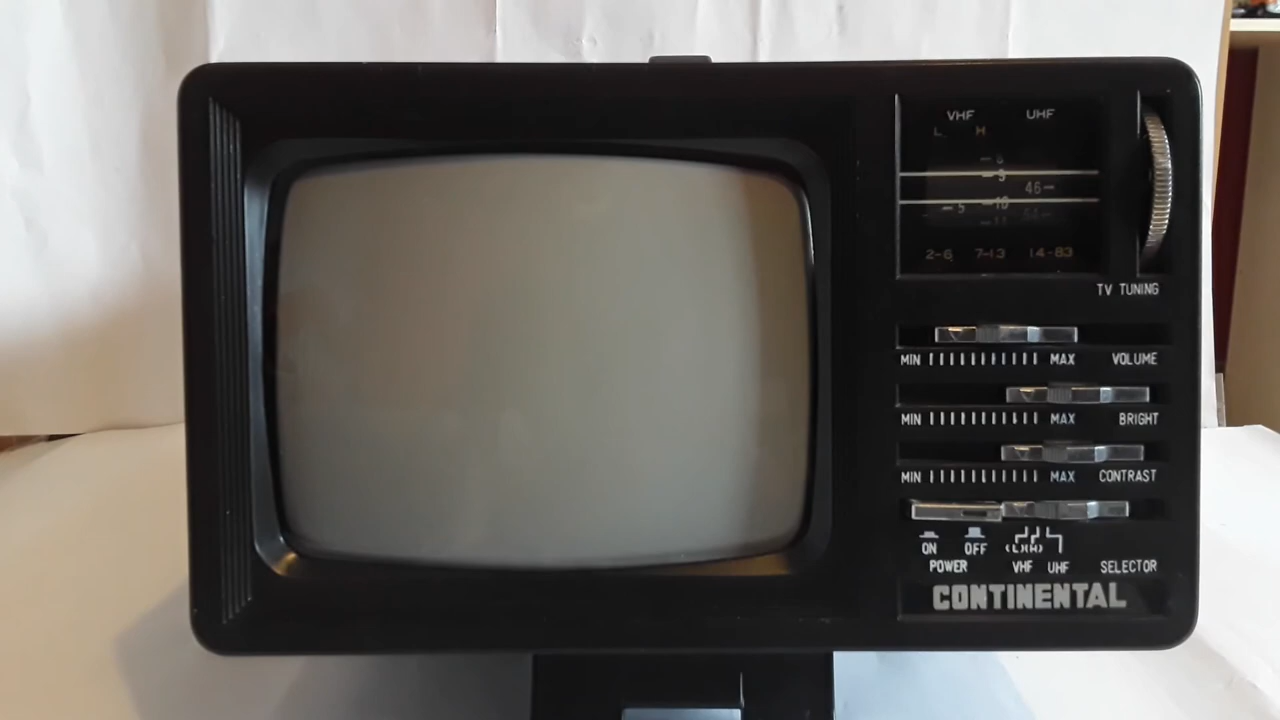 VHF UHF
L H
8
9
46
5 10
11
54
2-6 7-13 14-83
TV TUNING
MIN MAX VOLUME
MIN MAX BRIGHT
MIN MAX CONTRAST
ON OFF (L)(H)
POWER VHF UHF SELECTOR
CONTINENTAL